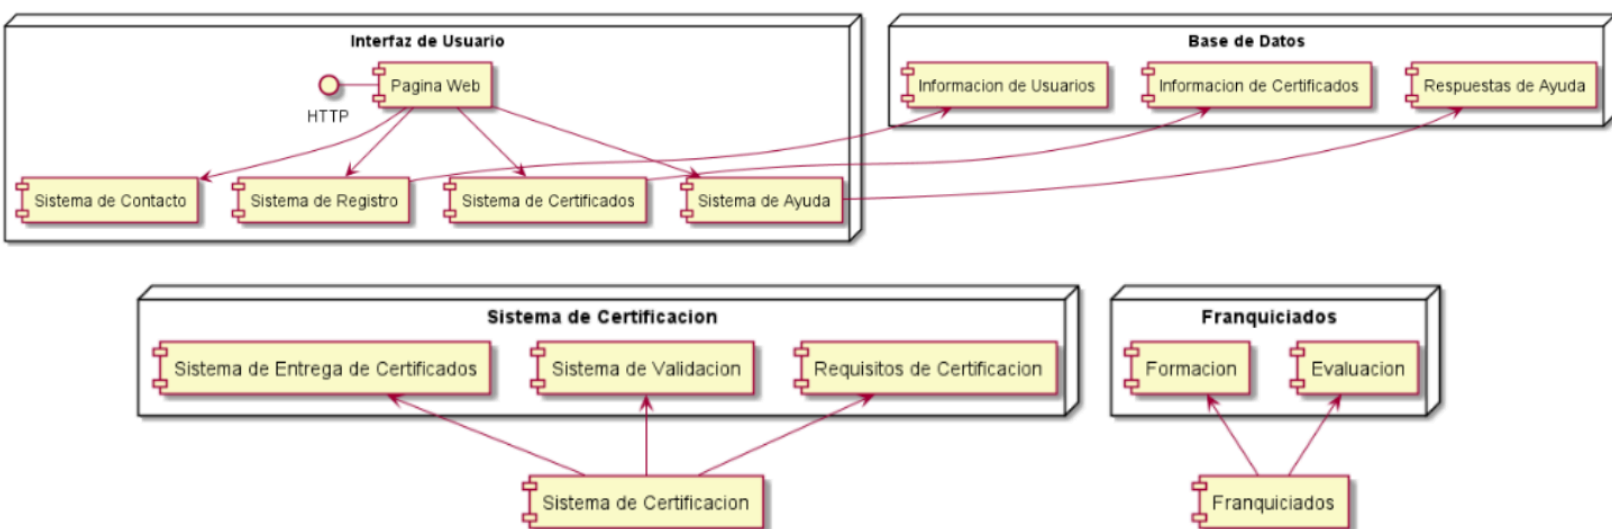 Interfaz de Usuario
Base de Datos
Pagina Web
Informacion de Usuarios
Informacion de Certificados
Respuestas de Ayuda
HTTP
Sistema de Contacto
Sistema de Registro
Sistema de Certificados
Sistema de Ayuda
Sistema de Certificacion
Franquiciados
Sistema de Entrega de Certificados
Sistema de Validacion
Requisitos de Certificacion
Formacion
Evaluacion
Sistema de Certificacion
Franquiciados